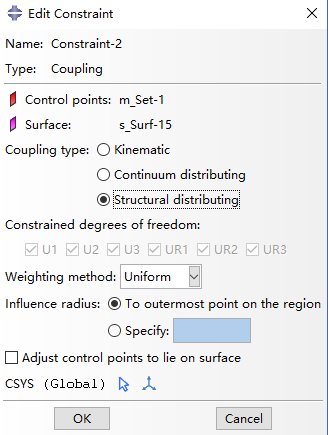 Edit Constraint
Name: Constraint-2
Type: Coupling
Control points: m_Set-1
Surface: s_Surf-15
Coupling type: Kinematic
Continuum distributing
Structural distributing
Constrained degrees of freedom:
U1 U2 U3 UR1 UR2 UR3
Weighting method: Uniform
Influence radius: To outermost point on the region
Specify:
Adjust control points to lie on surface
CSYS (Global)
OK Cancel